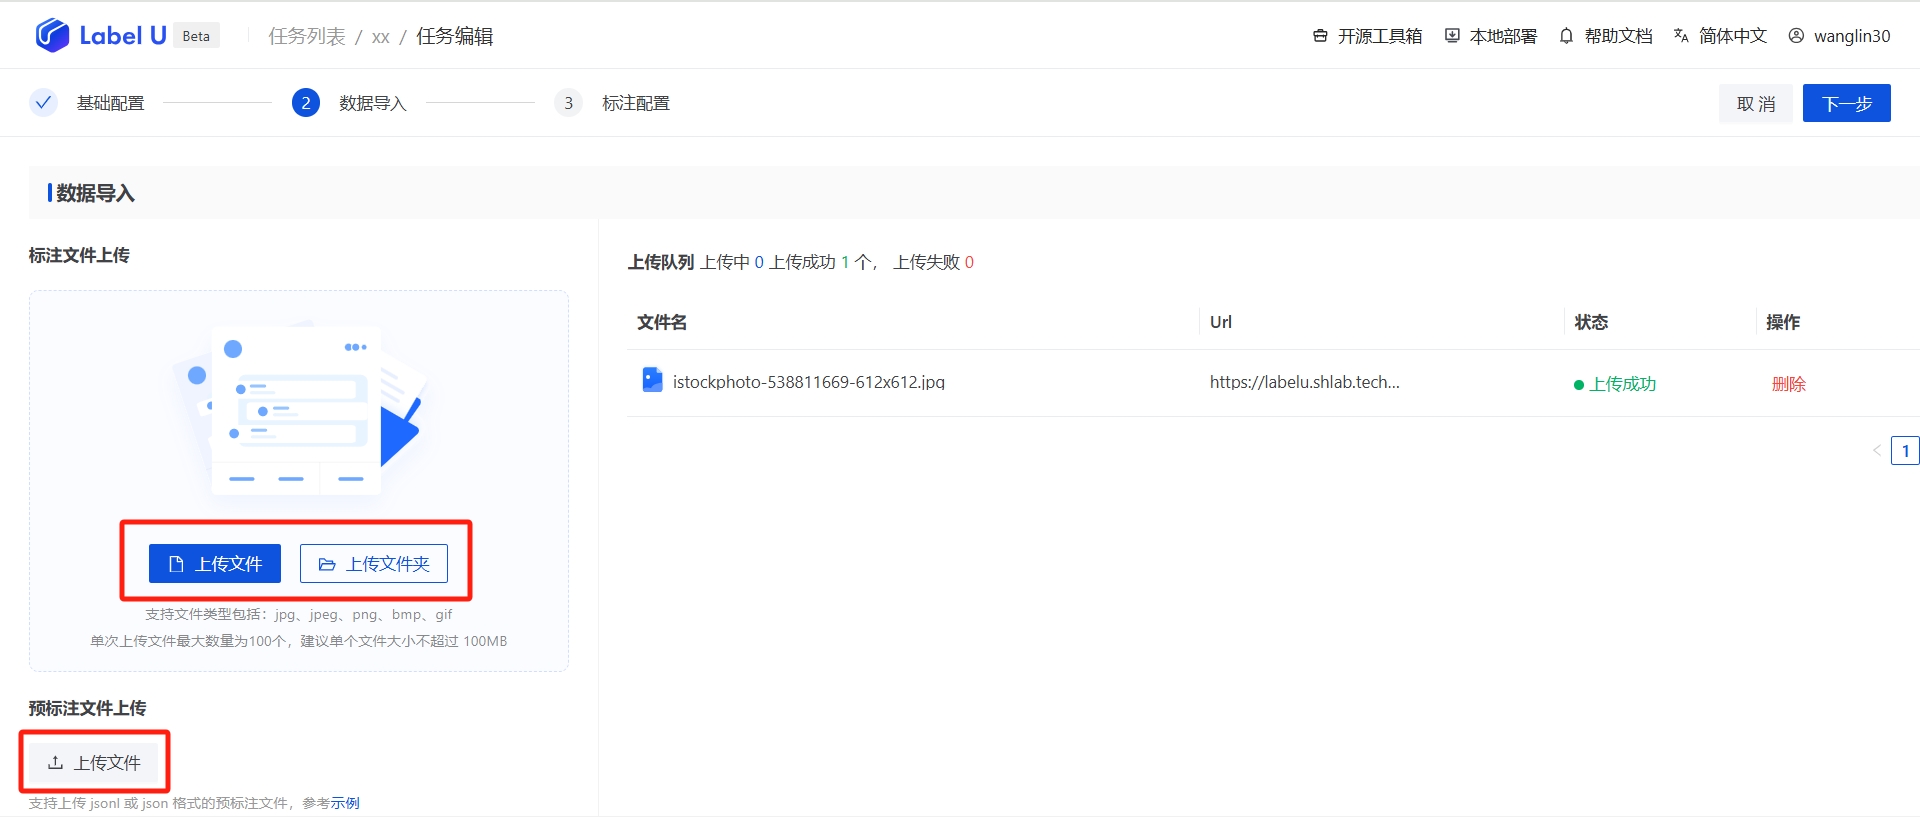 Label U Beta 任务列表 / xx / 任务编辑 开源工具箱 本地部署 帮助文档 简体中文 wanglin30
基础配置 2 数据导入 3 标注配置 取 消 下一步
数据导入
标注文件上传
上传文件 上传文件夹
支持文件类型包括：jpg、jpeg、png、bmp、gif
单次上传文件最大数量为100个，建议单个文件大小不超过 100MB
预标注文件上传
上传文件
支持上传 jsonl 或 json 格式的预标注文件，参考示例
上传队列 上传中 0 上传成功 1 个， 上传失败 0
文件名 Url 状态 操作
istockphoto-538811669-612x612.jpg https://labelu.shlab.tech... 上传成功 删除
< 1